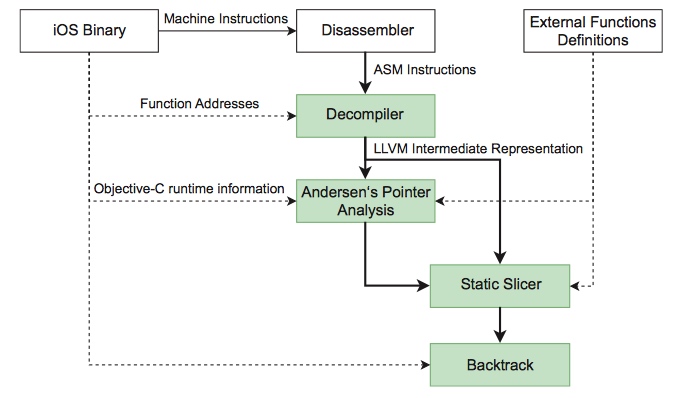 iOS Binary
Machine Instructions
Disassembler
External Functions
Definitions
ASM Instructions
Function Addresses
Decompiler
LLVM Intermediate Representation
Objective-C runtime information
Andersen's Pointer
Analysis
Static Slicer
Backtrack